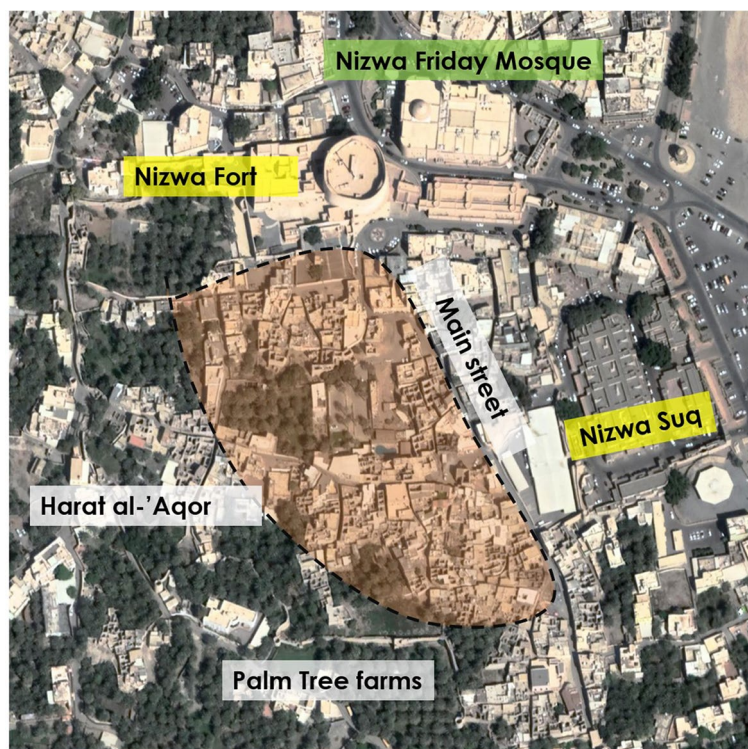 Nizwa Friday Mosque
Nizwa Fort
Main street
Nizwa Suq
Harat al-’Aqor
Palm Tree farms